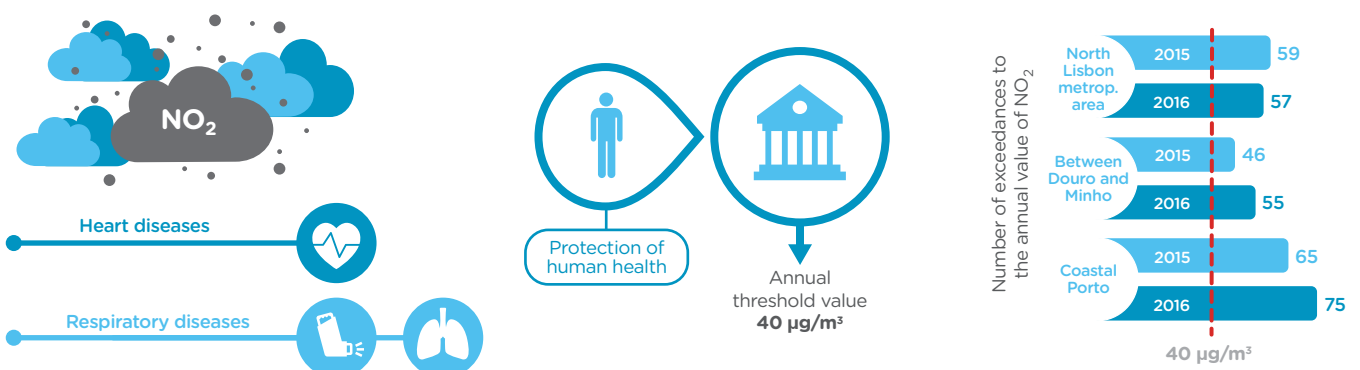 NO₂
Heart diseases
Respiratory diseases
Protection of
human health
Annual
threshold value
40 µg/m³
Number of exceedances to
the annual value of NO₂
North
Lisbon
metrop.
area
2015
59
2016
57
Between
Douro and
Minho
2015
46
2016
55
Coastal
Porto
2015
65
2016
75
40 µg/m³